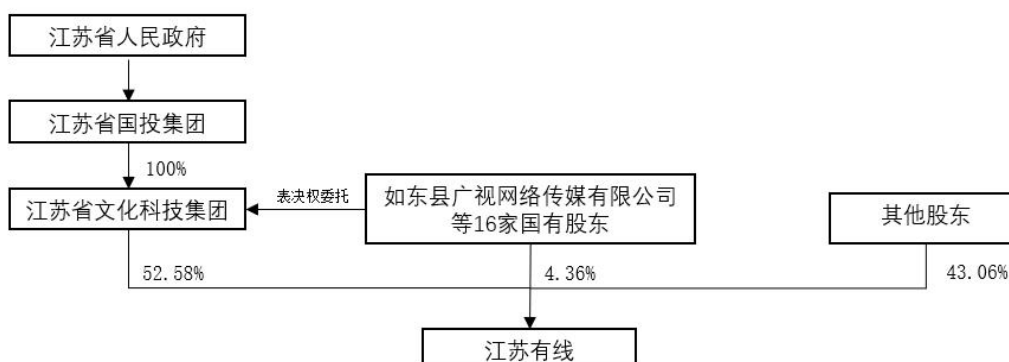 江苏省人民政府
江苏省国投集团
100%
江苏省文化科技集团
表决权委托
如东县广视网络传媒有限公司
等16家国有股东
其他股东
52.58%
4.36%
43.06%
江苏有线